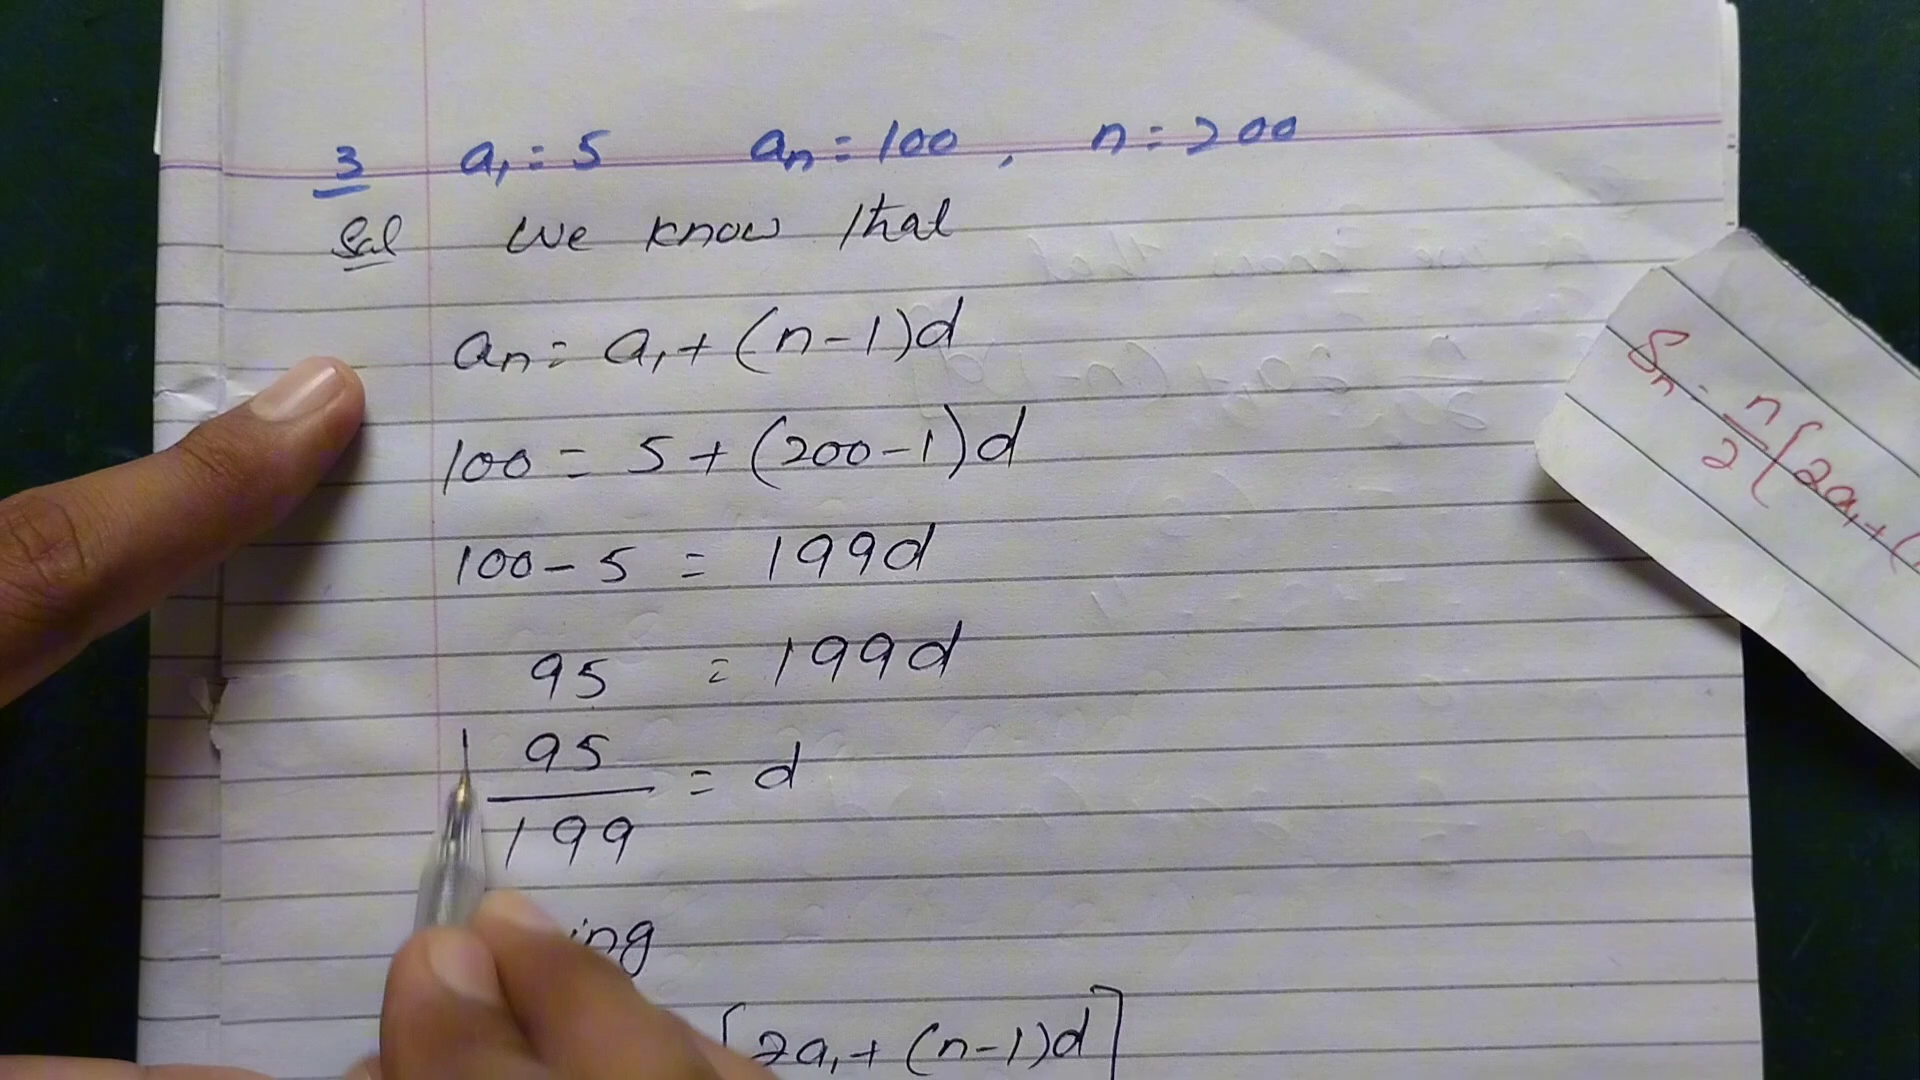 3 a₁ = 5 aₙ = 100, n = 200
Sol We know that
aₙ = a₁ + (n-1)d
100 = 5 + (200-1)d
100 - 5 = 199d
95 = 199d
95/199 = d
ing
[2a₁ + (n-1)d]
Sₙ = n/2 [2a₁ + (